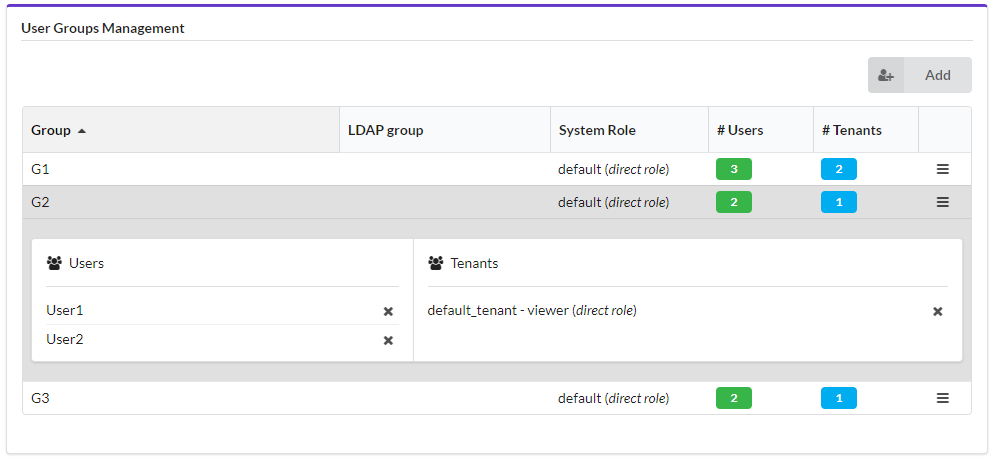 User Groups Management
Add
Group LDAP group System Role # Users # Tenants
G1 default (direct role) 3 2
G2 default (direct role) 2 1
Users Tenants
User1 default_tenant - viewer (direct role)
User2
G3 default (direct role) 2 1